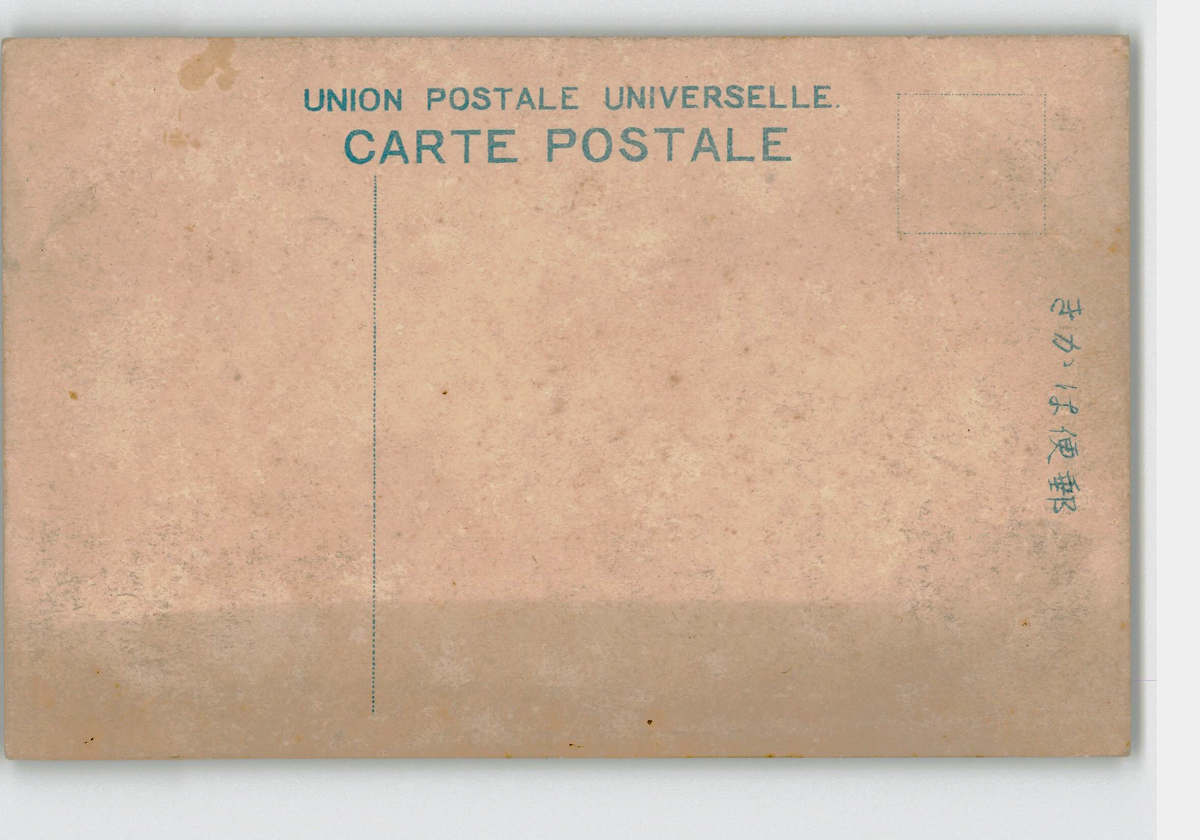 UNION POSTALE UNIVERSELLE.
CARTE POSTALE
郵便はかき